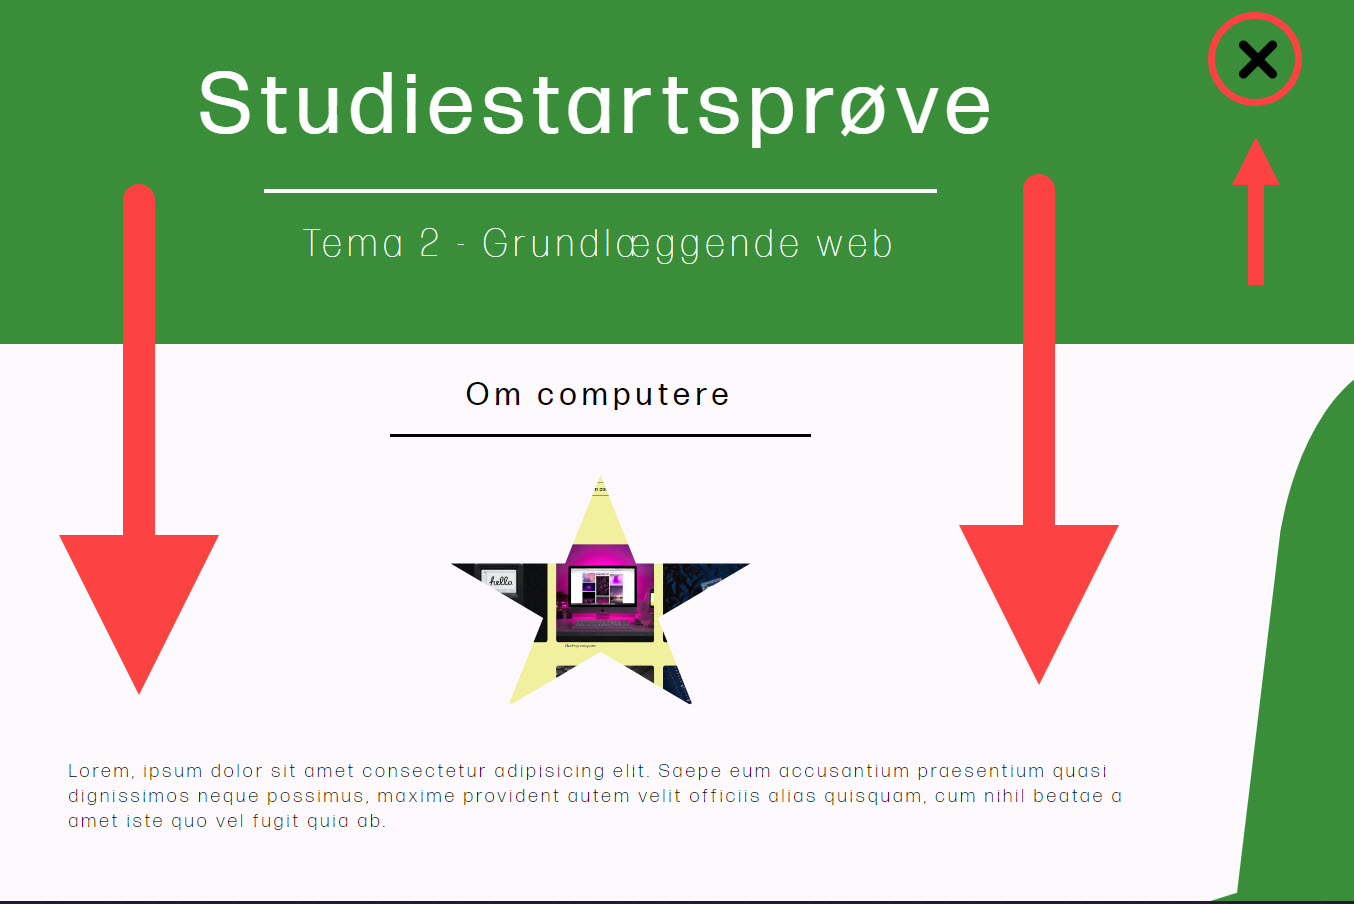 Studiestartsprøve
Tema 2 - Grundlæggende web
Om computere
hello
Lorem, ipsum dolor sit amet consectetur adipisicing elit. Saepe eum accusantium praesentium quasi
dignissimos neque possimus, maxime provident autem velit officiis alias quisquam, cum nihil beatae a
amet iste quo vel fugit quia ab.